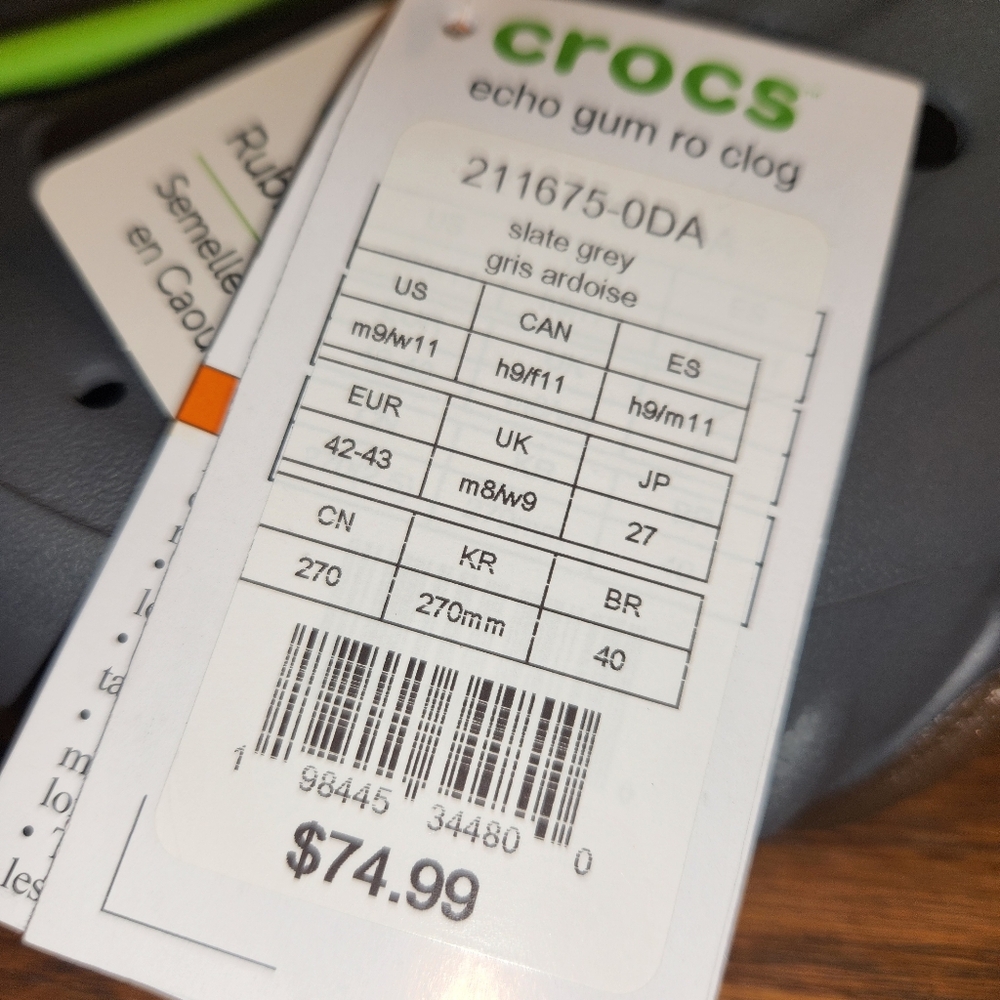 crocs™
echo gum ro clog
211675-0DA
slate grey
gris ardoise
US CAN ES
m9/w11 h9/f11 h9/m11
EUR UK JP
42-43 m8/w9 27
CN KR BR
270 270mm 40
1 98445 34480 0
$74.99
Semelle
en
les